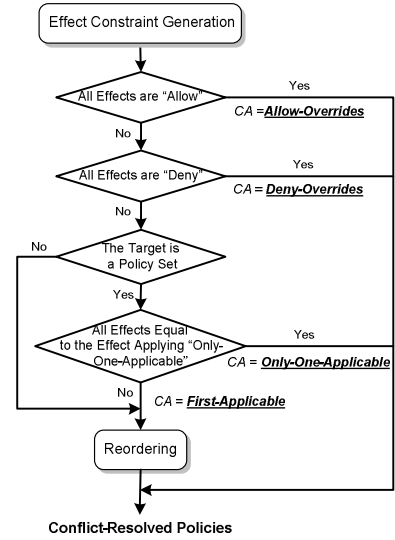 Effect Constraint Generation
All Effects are “Allow”
Yes
CA =Allow-Overrides
No
All Effects are “Deny”
Yes
CA = Deny-Overrides
No
No
The Target is
a Policy Set
Yes
All Effects Equal
to the Effect Applying “Only-
One-Applicable”
Yes
CA = Only-One-Applicable
No
CA = First-Applicable
Reordering
Conflict-Resolved Policies